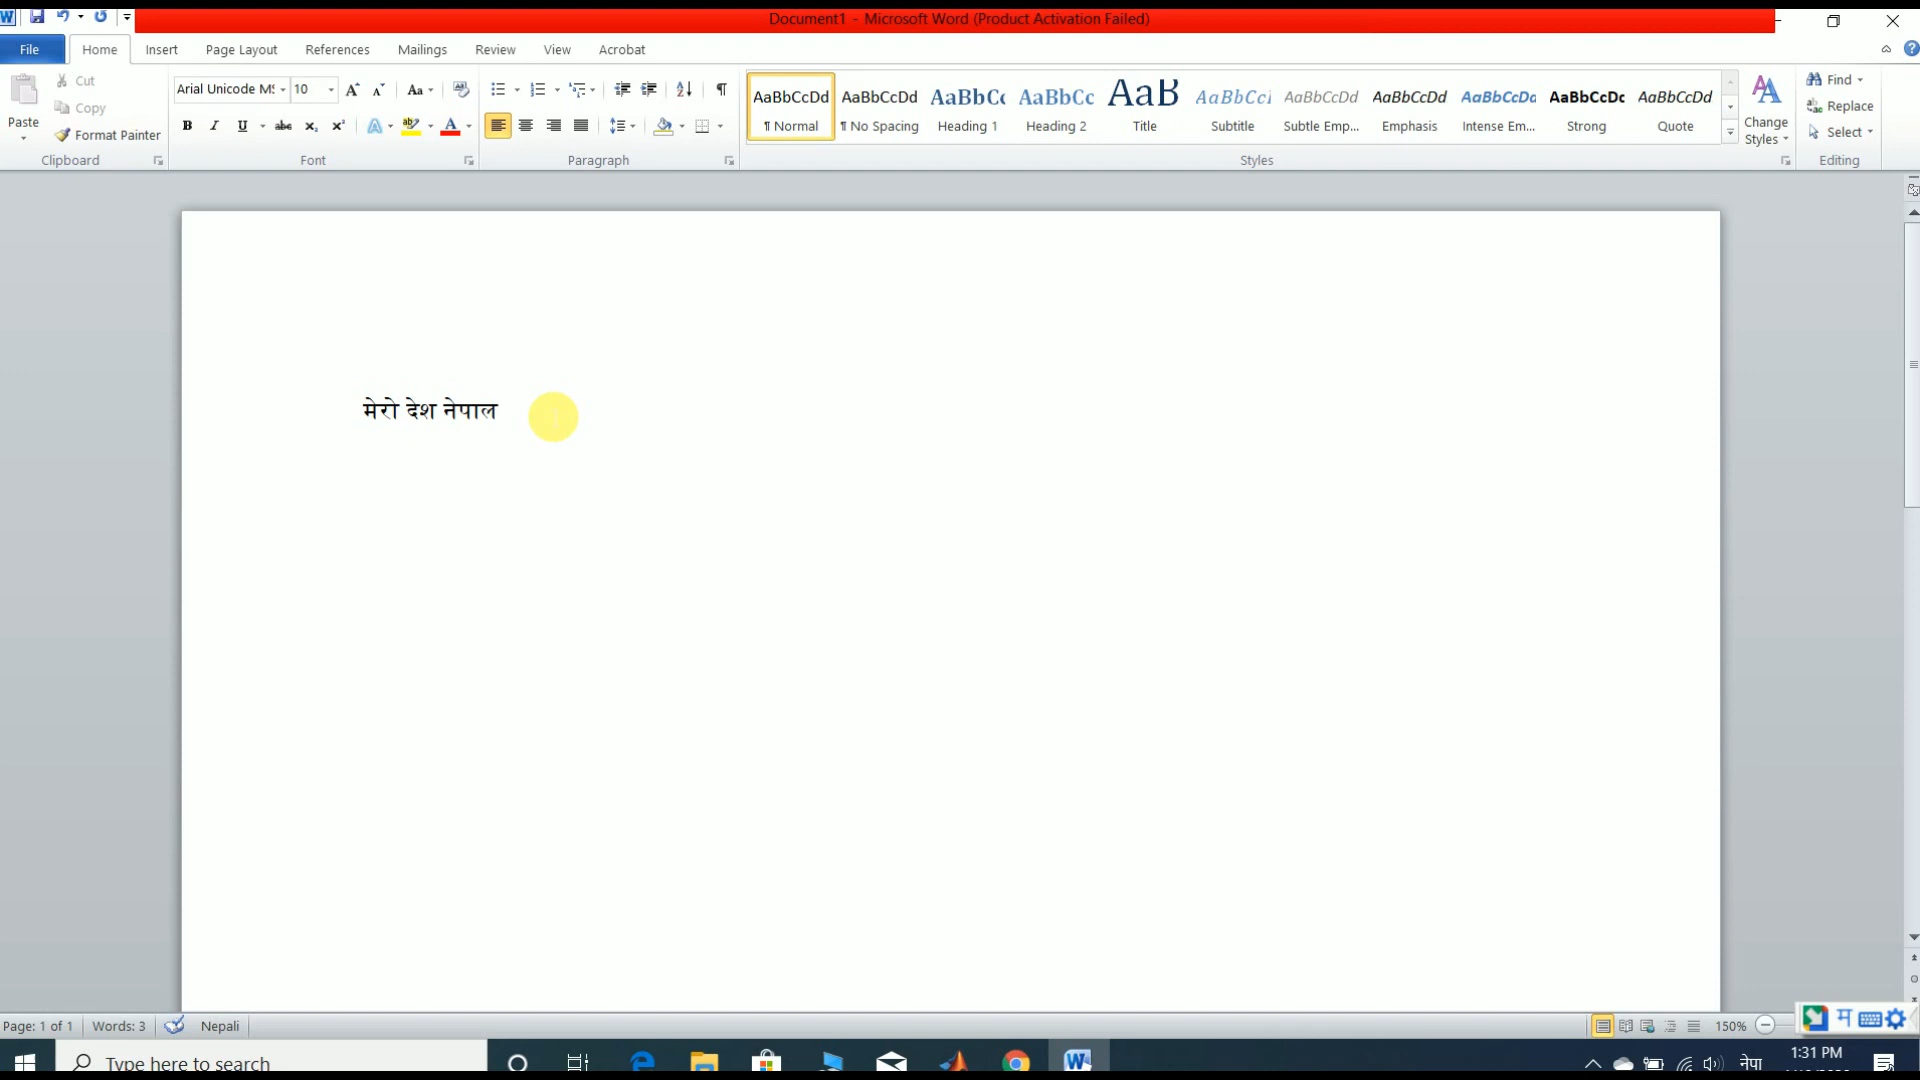 Document1 - Microsoft Word (Product Activation Failed)
File Home Insert Page Layout References Mailings Review View Acrobat
Paste
Cut
Copy
Format Painter
Clipboard
Arial Unicode MS 10
Font
Paragraph
AaBbCcDd AaBbCcDd AaBbCc AaBbCc AaB AaBbCcI AaBbCcDd AaBbCcDd AaBbCcDd AaBbCcDc AaBbCcDd
¶ Normal ¶ No Spacing Heading 1 Heading 2 Title Subtitle Subtle Emp... Emphasis Intense Em... Strong Quote
Styles
Change
Styles
Find
Replace
Select
Editing
मेरो देश नेपाल
Page: 1 of 1 Words: 3 Nepali
150%
म
Type here to search
नेपा
1:31 PM